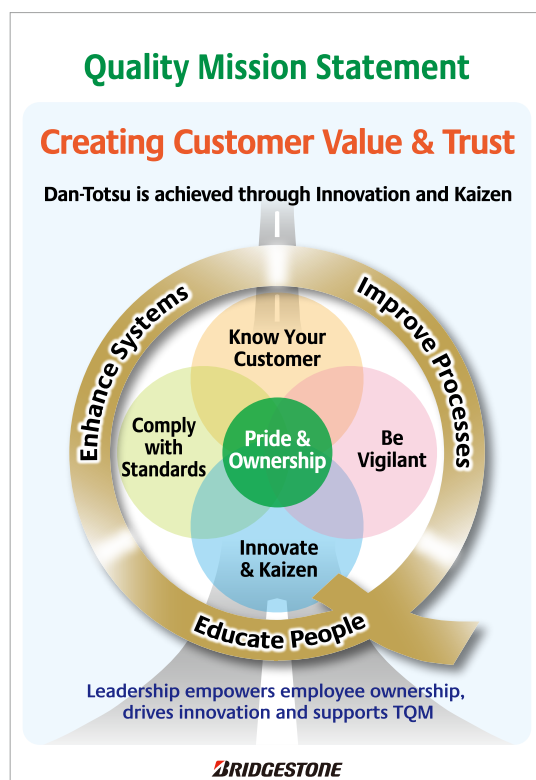 Quality Mission Statement
Creating Customer Value & Trust
Dan-Totsu is achieved through Innovation and Kaizen
Enhance Systems
Improve Processes
Know Your
Customer
Comply
with
Standards
Pride &
Ownership
Be
Vigilant
Innovate
& Kaizen
Educate People
Leadership empowers employee ownership,
drives innovation and supports TQM
BRIDGESTONE